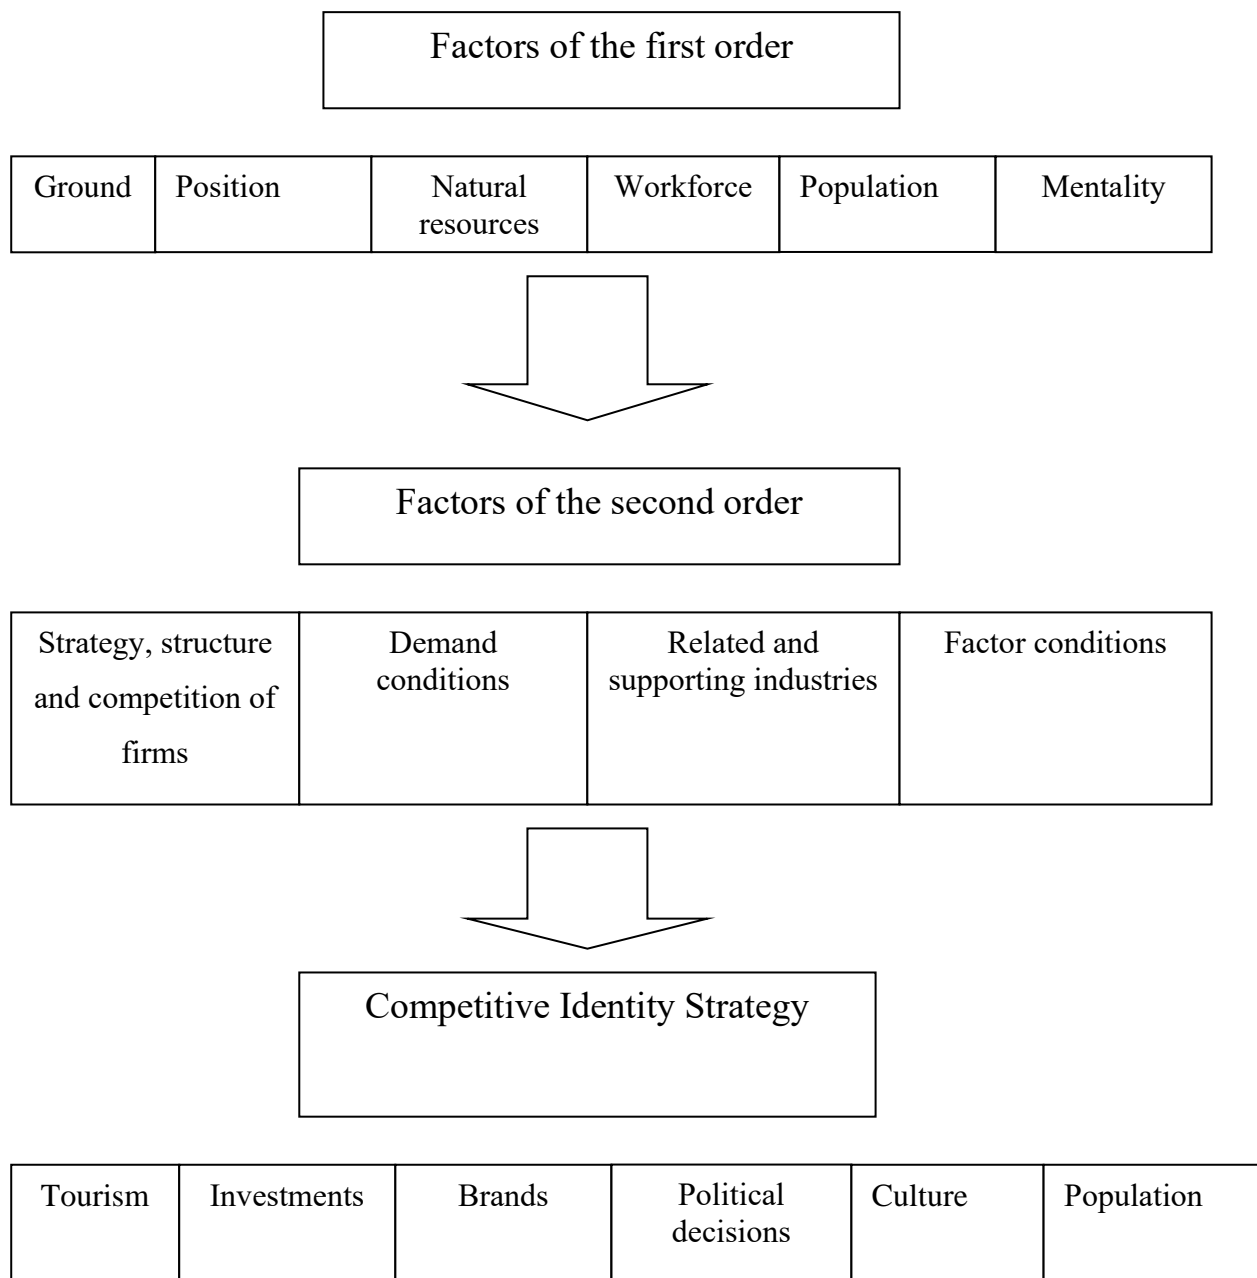 Factors of the first order
Ground
Position
Natural
resources
Workforce
Population
Mentality
Factors of the second order
Strategy, structure
and competition of
firms
Demand
conditions
Related and
supporting industries
Factor conditions
Competitive Identity Strategy
Tourism
Investments
Brands
Political
decisions
Culture
Population